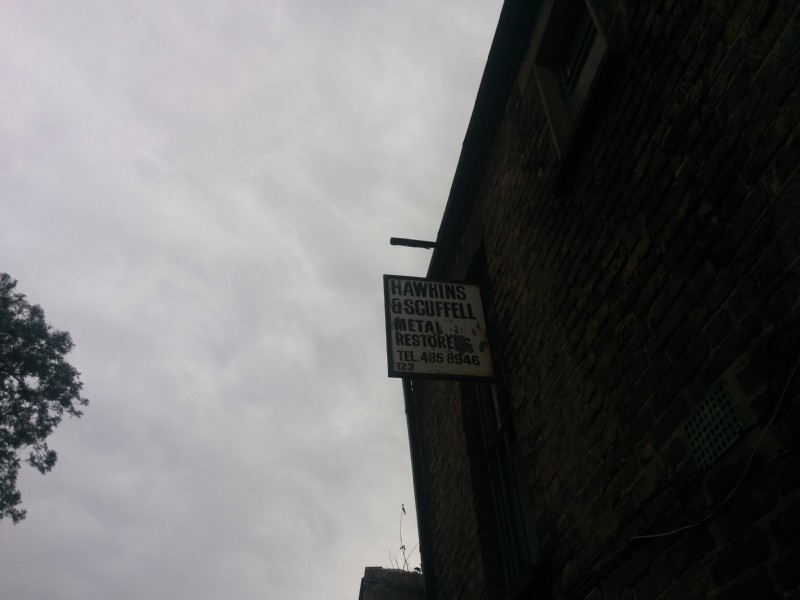 HAWKINS
& SCUFFELL
METAL
RESTORERS
TEL. 485 8946
123